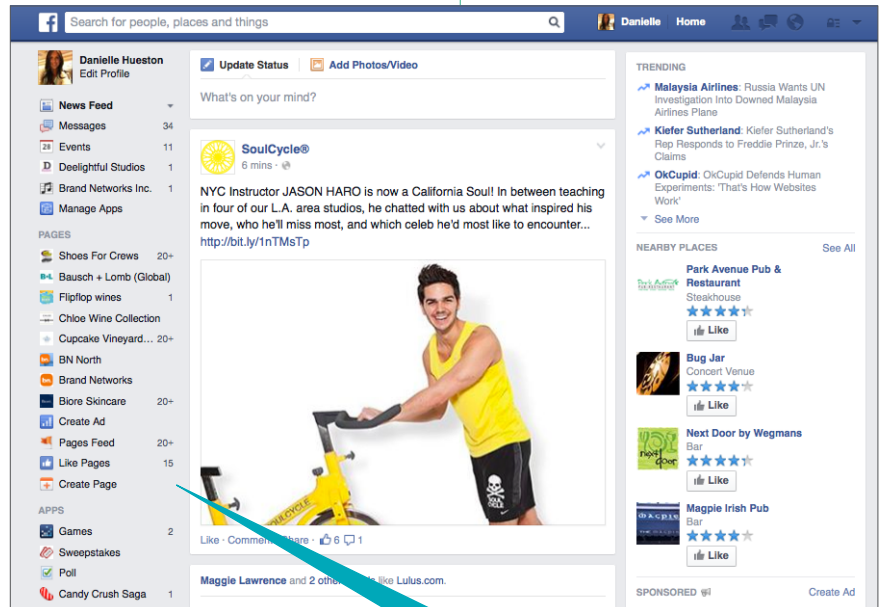 Search for people, places and things
Danielle
Home
Danielle Hueston
Edit Profile
News Feed
Messages 34
Events 11
Deelightful Studios 1
Brand Networks Inc. 1
Manage Apps
PAGES
Shoes For Crews 20+
Bausch + Lomb (Global)
Flipflop wines 1
Chloe Wine Collection
Cupcake Vineyard... 20+
BN North
Brand Networks
Biore Skincare 20+
Create Ad
Pages Feed 20+
Like Pages 15
Create Page
APPS
Games 2
Sweepstakes
Poll
Candy Crush Saga 1
Update Status
Add Photos/Video
What's on your mind?
SoulCycle®
6 mins ·
NYC Instructor JASON HARO is now a California Soul! In between teaching
in four of our L.A. area studios, he chatted with us about what inspired his
move, who he'll miss most, and which celeb he'd most like to encounter...
http://bit.ly/1nTMsTp
SOUL
CYCLE
SOULCYCLE
Like · Comment Share · 6 1
Maggie Lawrence and 2 other like Lulus.com.
TRENDING
Malaysia Airlines: Russia Wants UN
Investigation Into Downed Malaysia
Airlines Plane
Kiefer Sutherland: Kiefer Sutherland's
Rep Responds to Freddie Prinze, Jr.'s
Claims
OkCupid: OkCupid Defends Human
Experiments: 'That's How Websites
Work'
See More
NEARBY PLACES See All
Park Avenue Pub &
Restaurant
Steakhouse
Like
Bug Jar
Concert Venue
Like
next door
Next Door by Wegmans
Bar
Like
Magpie Irish Pub
Bar
Like
SPONSORED Create Ad